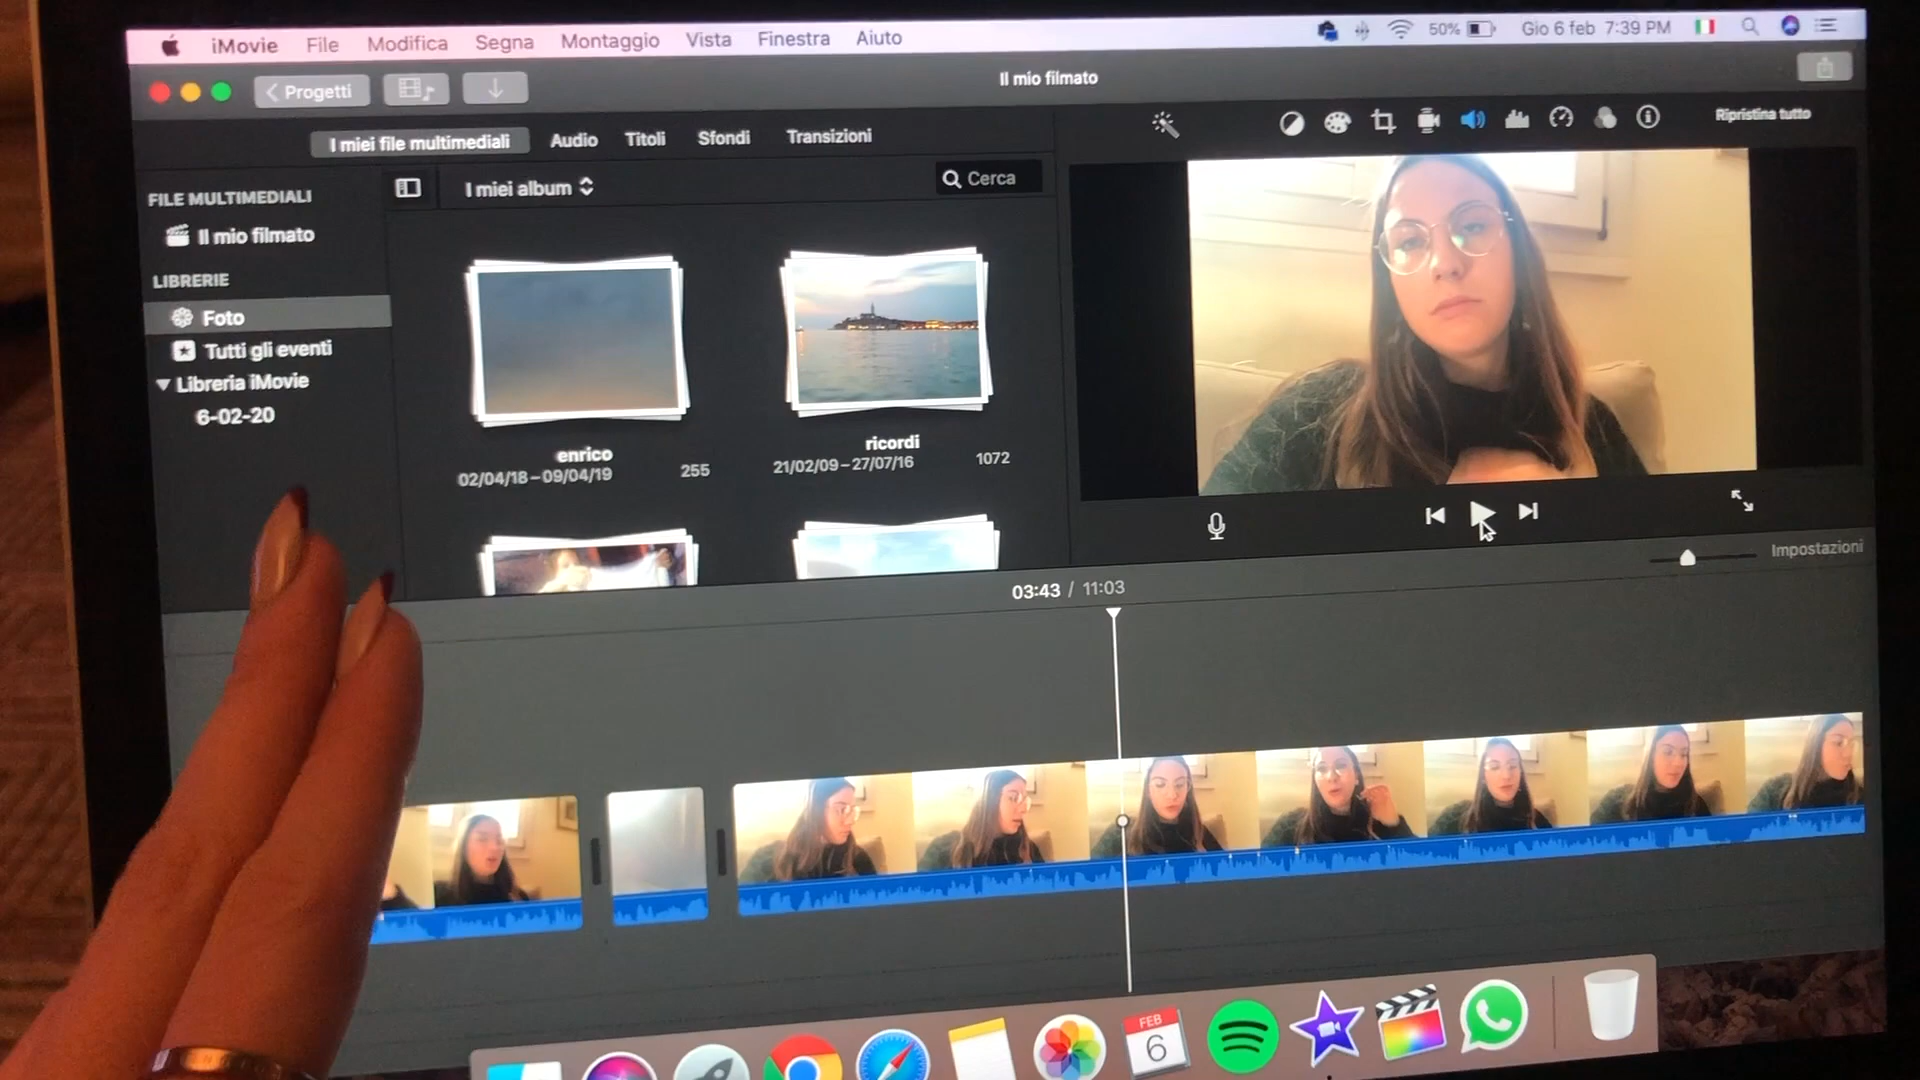 iMovie File Modifica Segna Montaggio Vista Finestra Aiuto 50% Gio 6 feb 7:39 PM
Progetti
Il mio filmato
I miei file multimediali Audio Titoli Sfondi Transizioni
Ripristina tutto
I miei album Cerca
FILE MULTIMEDIALI
Il mio filmato
LIBRERIE
Foto
Tutti gli eventi
Libreria iMovie
6-02-20
enrico
02/04/18–09/04/19 255
ricordi
21/02/09–27/07/16 1072
03:43 / 11:03
Impostazioni
FEB
6